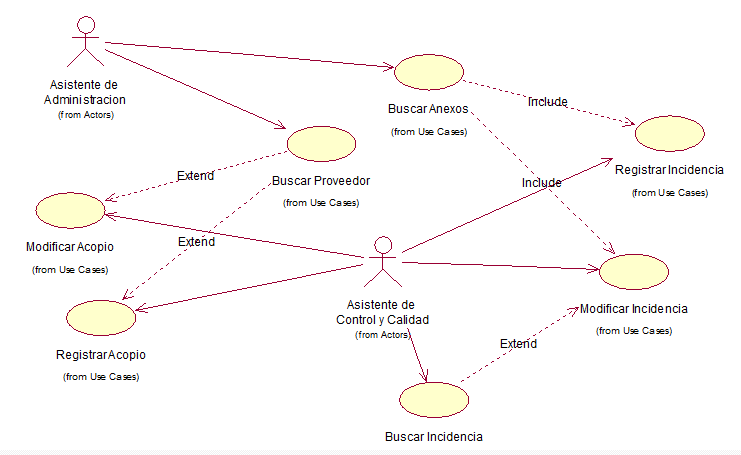 Asistente de
Administracion
(from Actors)
Buscar Anexos
(from Use Cases)
Include
Registrar Incidencia
(from Use Cases)
Extend
Buscar Proveedor
(from Use Cases)
Include
Modificar Acopio
(from Use Cases)
Extend
Asistente de
Control y Calidad
(from Actors)
Modificar Incidencia
(from Use Cases)
Registrar Acopio
(from Use Cases)
Extend
Buscar Incidencia